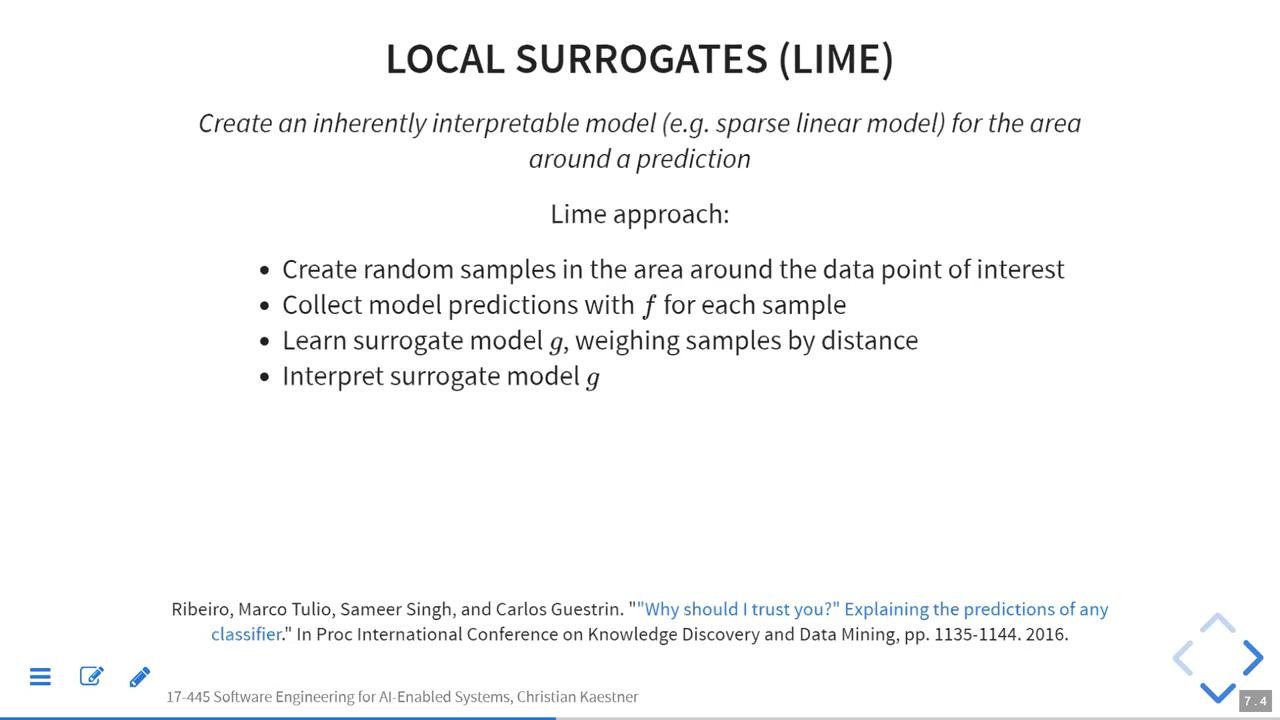 LOCAL SURROGATES (LIME)
Create an inherently interpretable model (e.g. sparse linear model) for the area
around a prediction
Lime approach:
• Create random samples in the area around the data point of interest
• Collect model predictions with f for each sample
• Learn surrogate model g, weighing samples by distance
• Interpret surrogate model g
Ribeiro, Marco Tulio, Sameer Singh, and Carlos Guestrin. ""Why should I trust you?" Explaining the predictions of any
classifier." In Proc International Conference on Knowledge Discovery and Data Mining, pp. 1135-1144. 2016.
17-445 Software Engineering for AI-Enabled Systems, Christian Kaestner
7.4